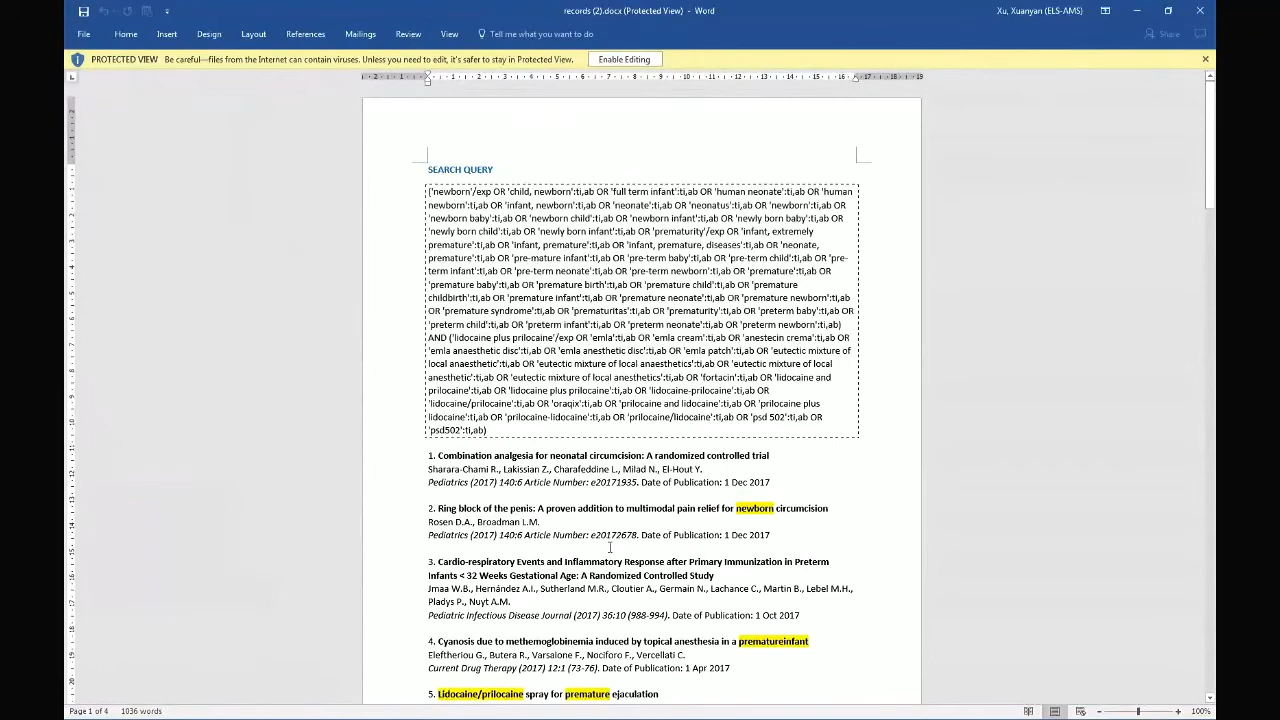 records (2).docx (Protected View) - Word
Xu, Xuanyan (ELS-AMS)
File Home Insert Design Layout References Mailings Review View Tell me what you want to do Share
PROTECTED VIEW Be careful—files from the Internet can contain viruses. Unless you need to edit, it's safer to stay in Protected View. Enable Editing
2 1 1 2 3 4 5 6 7 8 9 10 11 12 13 14 15 16 17 18 19
SEARCH QUERY
('newborn'/exp OR 'child, newborn':ti,ab OR 'full term infant':ti,ab OR 'human neonate':ti,ab OR 'human
newborn':ti,ab OR 'infant, newborn':ti,ab OR 'neonate':ti,ab OR 'neonatus':ti,ab OR 'newborn':ti,ab OR
'newborn baby':ti,ab OR 'newborn child':ti,ab OR 'newborn infant':ti,ab OR 'newly born baby':ti,ab OR
'newly born child':ti,ab OR 'newly born infant':ti,ab OR 'prematurity'/exp OR 'infant, extremely
premature':ti,ab OR 'infant, premature':ti,ab OR 'infant, premature, diseases':ti,ab OR 'neonate,
premature':ti,ab OR 'pre-mature infant':ti,ab OR 'pre-term baby':ti,ab OR 'pre-term child':ti,ab OR 'pre-
term infant':ti,ab OR 'pre-term neonate':ti,ab OR 'pre-term newborn':ti,ab OR 'premature':ti,ab OR
'premature baby':ti,ab OR 'premature birth':ti,ab OR 'premature child':ti,ab OR 'premature
childbirth':ti,ab OR 'premature infant':ti,ab OR 'premature neonate':ti,ab OR 'premature newborn':ti,ab
OR 'premature syndrome':ti,ab OR 'prematuritas':ti,ab OR 'prematurity':ti,ab OR 'preterm baby':ti,ab OR
'preterm child':ti,ab OR 'preterm infant':ti,ab OR 'preterm neonate':ti,ab OR 'preterm newborn':ti,ab)
AND ('lidocaine plus prilocaine'/exp OR 'emla':ti,ab OR 'emla cream':ti,ab OR 'anestecin crema':ti,ab OR
'emla anaesthetic disc':ti,ab OR 'emla anesthetic disc':ti,ab OR 'emla patch':ti,ab OR 'eutectic mixture of
local anaesthetic':ti,ab OR 'eutectic mixture of local anaesthetics':ti,ab OR 'eutectic mixture of local
anesthetic':ti,ab OR 'eutectic mixture of local anesthetics':ti,ab OR 'fortacin':ti,ab OR 'lidocaine and
prilocaine':ti,ab OR 'lidocaine plus prilocaine':ti,ab OR 'lidocaine-prilocaine':ti,ab OR
'lidocaine/prilocaine':ti,ab OR 'oraqix':ti,ab OR 'prilocaine and lidocaine':ti,ab OR 'prilocaine plus
lidocaine':ti,ab OR 'prilocaine-lidocaine':ti,ab OR 'prilocaine/lidocaine':ti,ab OR 'psd 502':ti,ab OR
'psd502':ti,ab)
1. Combination analgesia for neonatal circumcision: A randomized controlled trial
Sharara-Chami R., Lakissian Z., Charafeddine L., Milad N., El-Hout Y.
Pediatrics (2017) 140:6 Article Number: e20171935. Date of Publication: 1 Dec 2017
2. Ring block of the penis: A proven addition to multimodal pain relief for newborn circumcision
Rosen D.A., Broadman L.M.
Pediatrics (2017) 140:6 Article Number: e20172678. Date of Publication: 1 Dec 2017
3. Cardio-respiratory Events and Inflammatory Response after Primary Immunization in Preterm
Infants < 32 Weeks Gestational Age: A Randomized Controlled Study
Jmaa W.B., Hernández A.I., Sutherland M.R., Cloutier A., Germain N., Lachance C., Martin B., Lebel M.H.,
Pladys P., Nuyt A.M.
Pediatric Infectious Disease Journal (2017) 36:10 (988-994). Date of Publication: 1 Oct 2017
4. Cyanosis due to methemoglobinemia induced by topical anesthesia in a prematureinfant
Eleftheriou G., Butera R., Varsalone F., Nociforo F., Vercellati C.
Current Drug Therapy (2017) 12:1 (73-76). Date of Publication: 1 Apr 2017
5. Lidocaine/prilocaine spray for premature ejaculation
Page 1 of 4 1036 words 100%